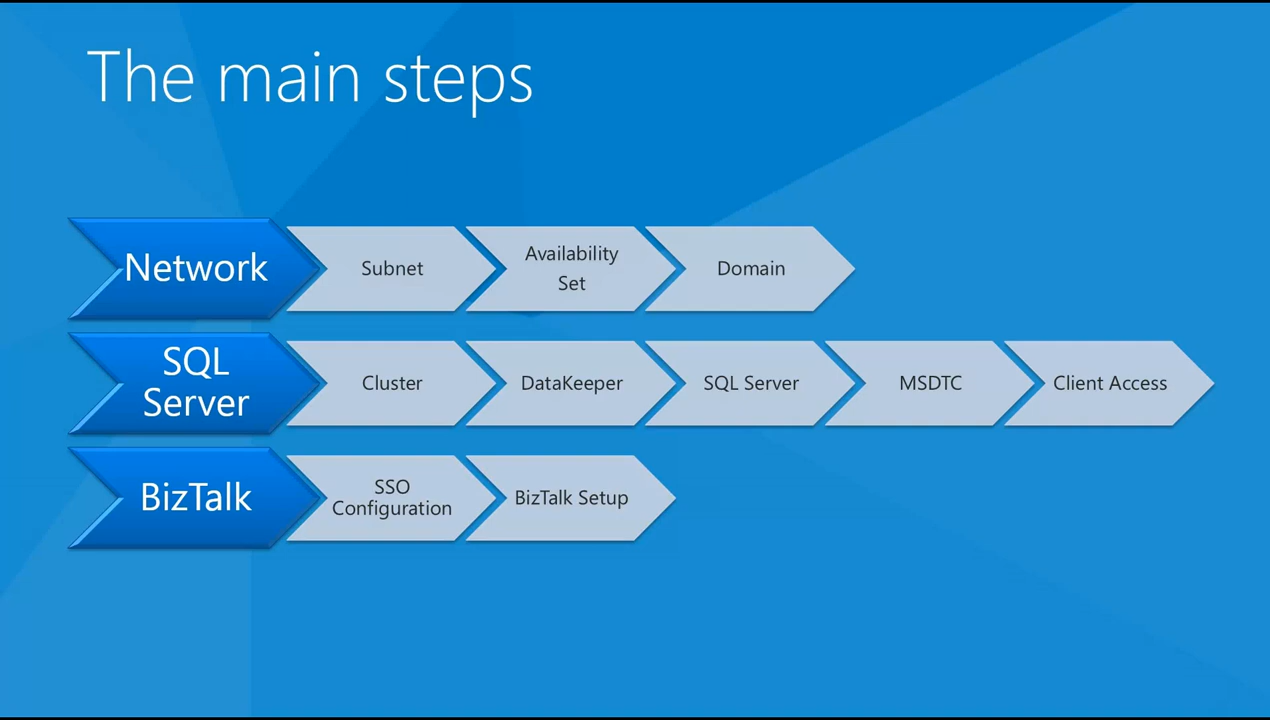 The main steps
Network
Subnet
Availability
Set
Domain
SQL
Server
Cluster
DataKeeper
SQL Server
MSDTC
Client Access
BizTalk
SSO
Configuration
BizTalk Setup